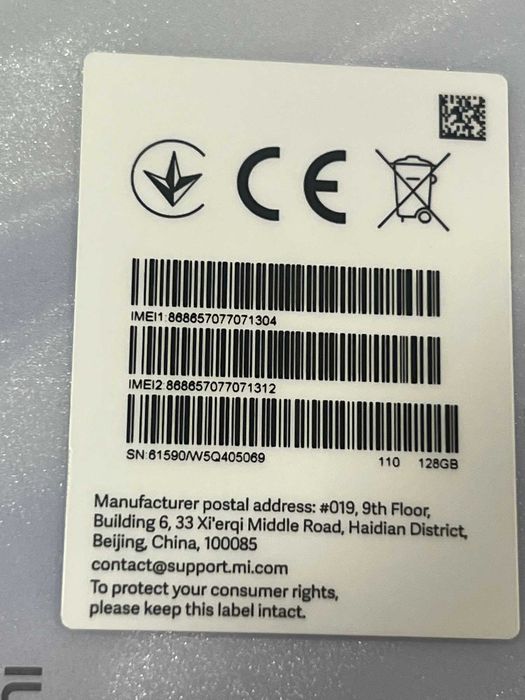 CE
IMEI1:868657077071304
IMEI2:868657077071312
SN:61590/W5Q405069 110 128GB
Manufacturer postal address: #019, 9th Floor,
Building 6, 33 Xi'erqi Middle Road, Haidian District,
Beijing, China, 100085
contact@support.mi.com
To protect your consumer rights,
please keep this label intact.